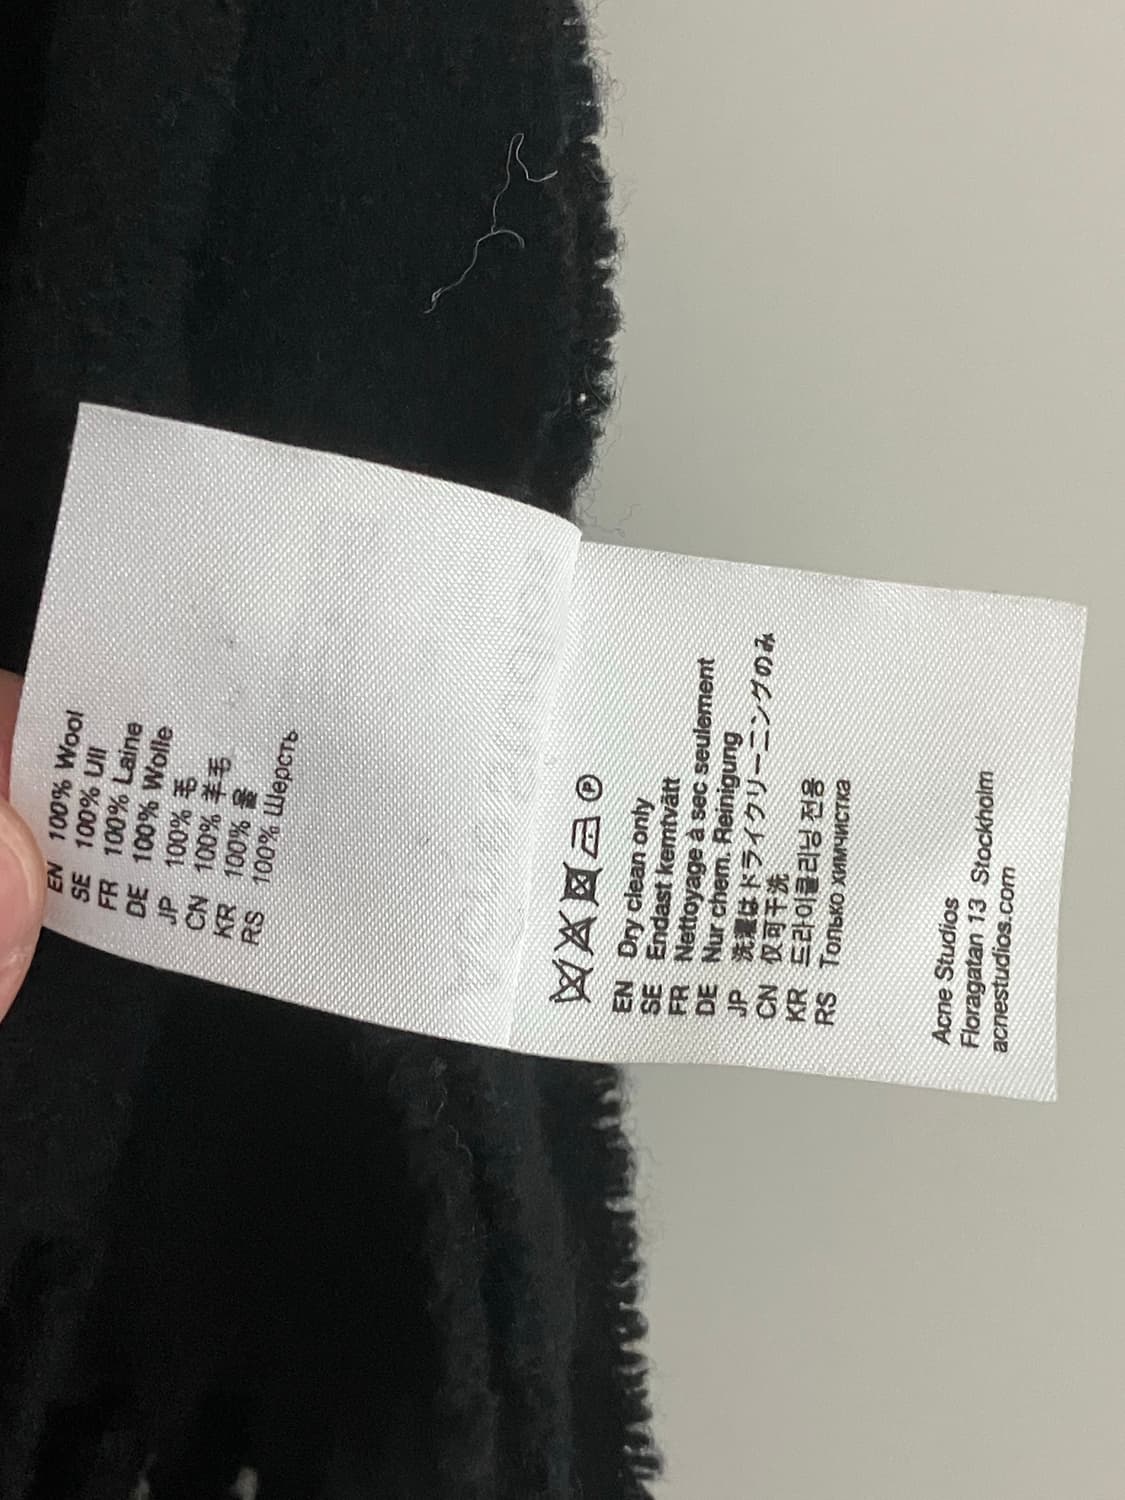 EN 100% Wool
SE 100% Ull
FR 100% Laine
DE 100% Wolle
JP 100% 毛
CN 100% 羊毛
KR 100% 울
RS 100% Шерсть
P
EN Dry clean only
SE Endast kemtvätt
FR Nettoyage à sec seulement
DE Nur chem. Reinigung
JP 洗濯はドライクリーニングのみ
CN 仅可干洗
KR 드라이클리닝 전용
RS Только химчистка
Acne Studios
Floragatan 13 Stockholm
acnestudios.com